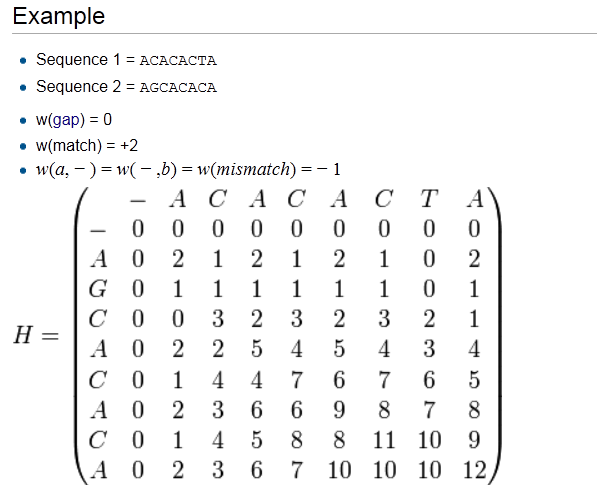 Example
Sequence 1 = ACACACTA
Sequence 2 = AGCACACA
w(gap) = 0
w(match) = +2
w(a, − ) = w( − ,b) = w(mismatch) = − 1
− A C A C A C T A
− 0 0 0 0 0 0 0 0 0
A 0 2 1 2 1 2 1 0 2
G 0 1 1 1 1 1 1 0 1
C 0 0 3 2 3 2 3 2 1
H =
A 0 2 2 5 4 5 4 3 4
C 0 1 4 4 7 6 7 6 5
A 0 2 3 6 6 9 8 7 8
C 0 1 4 5 8 8 11 10 9
A 0 2 3 6 7 10 10 10 12